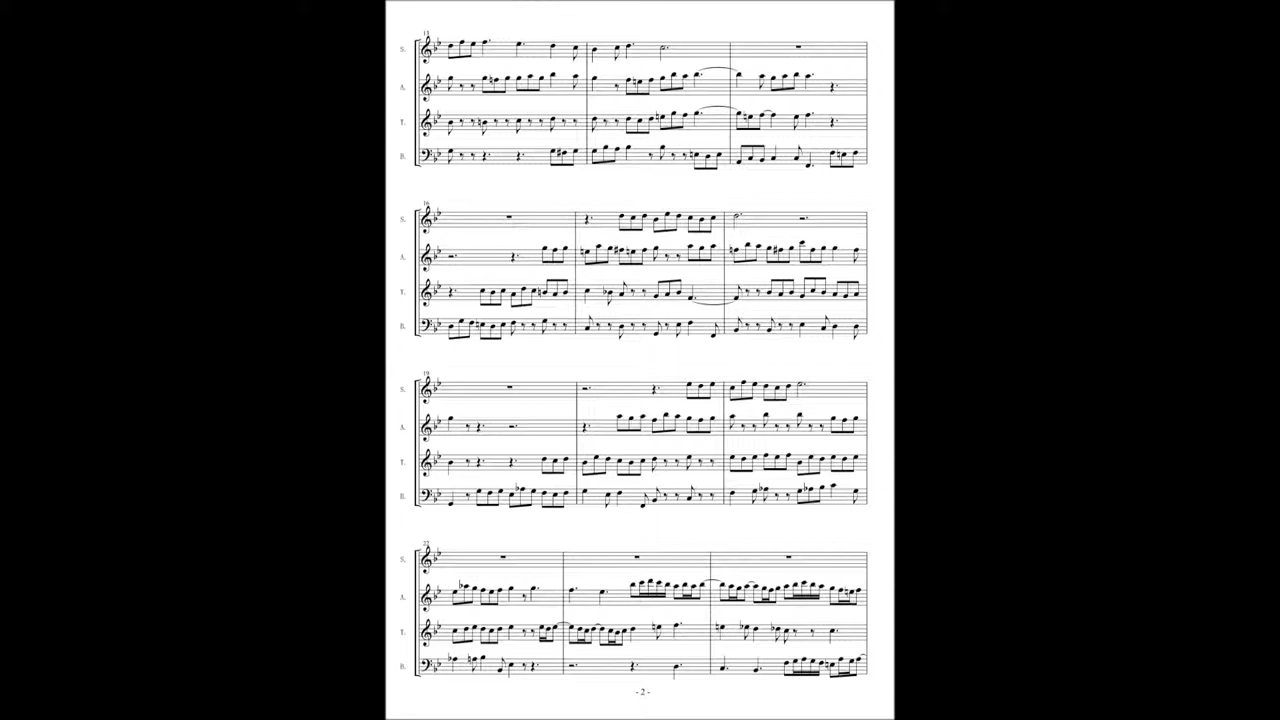 13
S.
A.
T.
B.
16
S.
A.
T.
B.
19
S.
A.
T.
B.
22
S.
A.
T.
B.
- 2 -